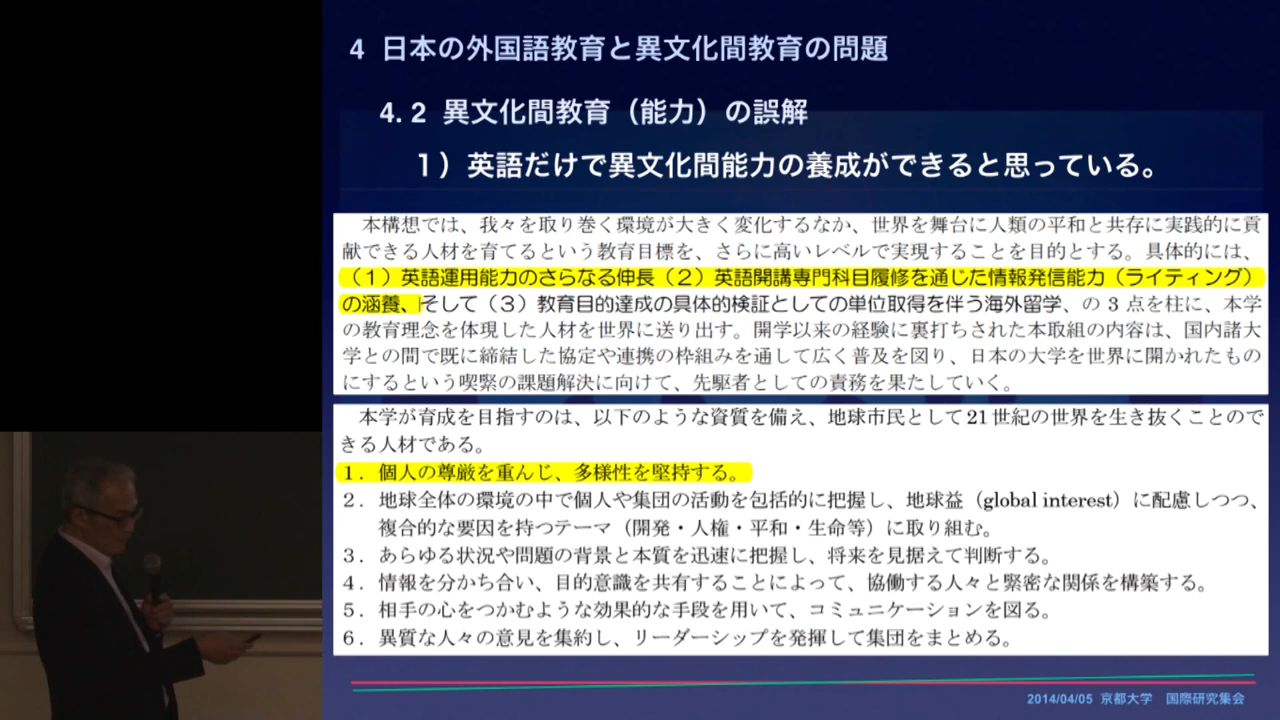 4 日本の外国語教育と異文化間教育の問題
4. 2 異文化間教育（能力）の誤解
１）英語だけで異文化間能力の養成ができると思っている。
本構想では、我々を取り巻く環境が大きく変化するなか、世界を舞台に人類の平和と共存に実践的に貢
献できる人材を育てるという教育目標を、さらに高いレベルで実現することを目的とする。具体的には、
（１）英語運用能力のさらなる伸長（２）英語開講専門科目履修を通じた情報発信能力（ライティング）
の涵養、そして（３）教育目的達成の具体的検証としての単位取得を伴う海外留学、の 3 点を柱に、本学
の教育理念を体現した人材を世界に送り出す。開学以来の経験に裏打ちされた本取組の内容は、国内諸大
学との間で既に締結した協定や連携の枠組みを通して広く普及を図り、日本の大学を世界に開かれたもの
にするという喫緊の課題解決に向けて、先駆者としての責務を果たしていく。
本学が育成を目指すのは、以下のような資質を備え、地球市民として 21 世紀の世界を生き抜くことので
きる人材である。
１．個人の尊厳を重んじ、多様性を堅持する。
２．地球全体の環境の中で個人や集団の活動を包括的に把握し、地球益（global interest）に配慮しつつ、
複合的な要因を持つテーマ（開発・人権・平和・生命等）に取り組む。
３．あらゆる状況や問題の背景と本質を迅速に把握し、将来を見据えて判断する。
４．情報を分かち合い、目的意識を共有することによって、協働する人々と緊密な関係を構築する。
５．相手の心をつかむような効果的な手段を用いて、コミュニケーションを図る。
６．異質な人々の意見を集約し、リーダーシップを発揮して集団をまとめる。
2014/04/05 京都大学 国際研究集会